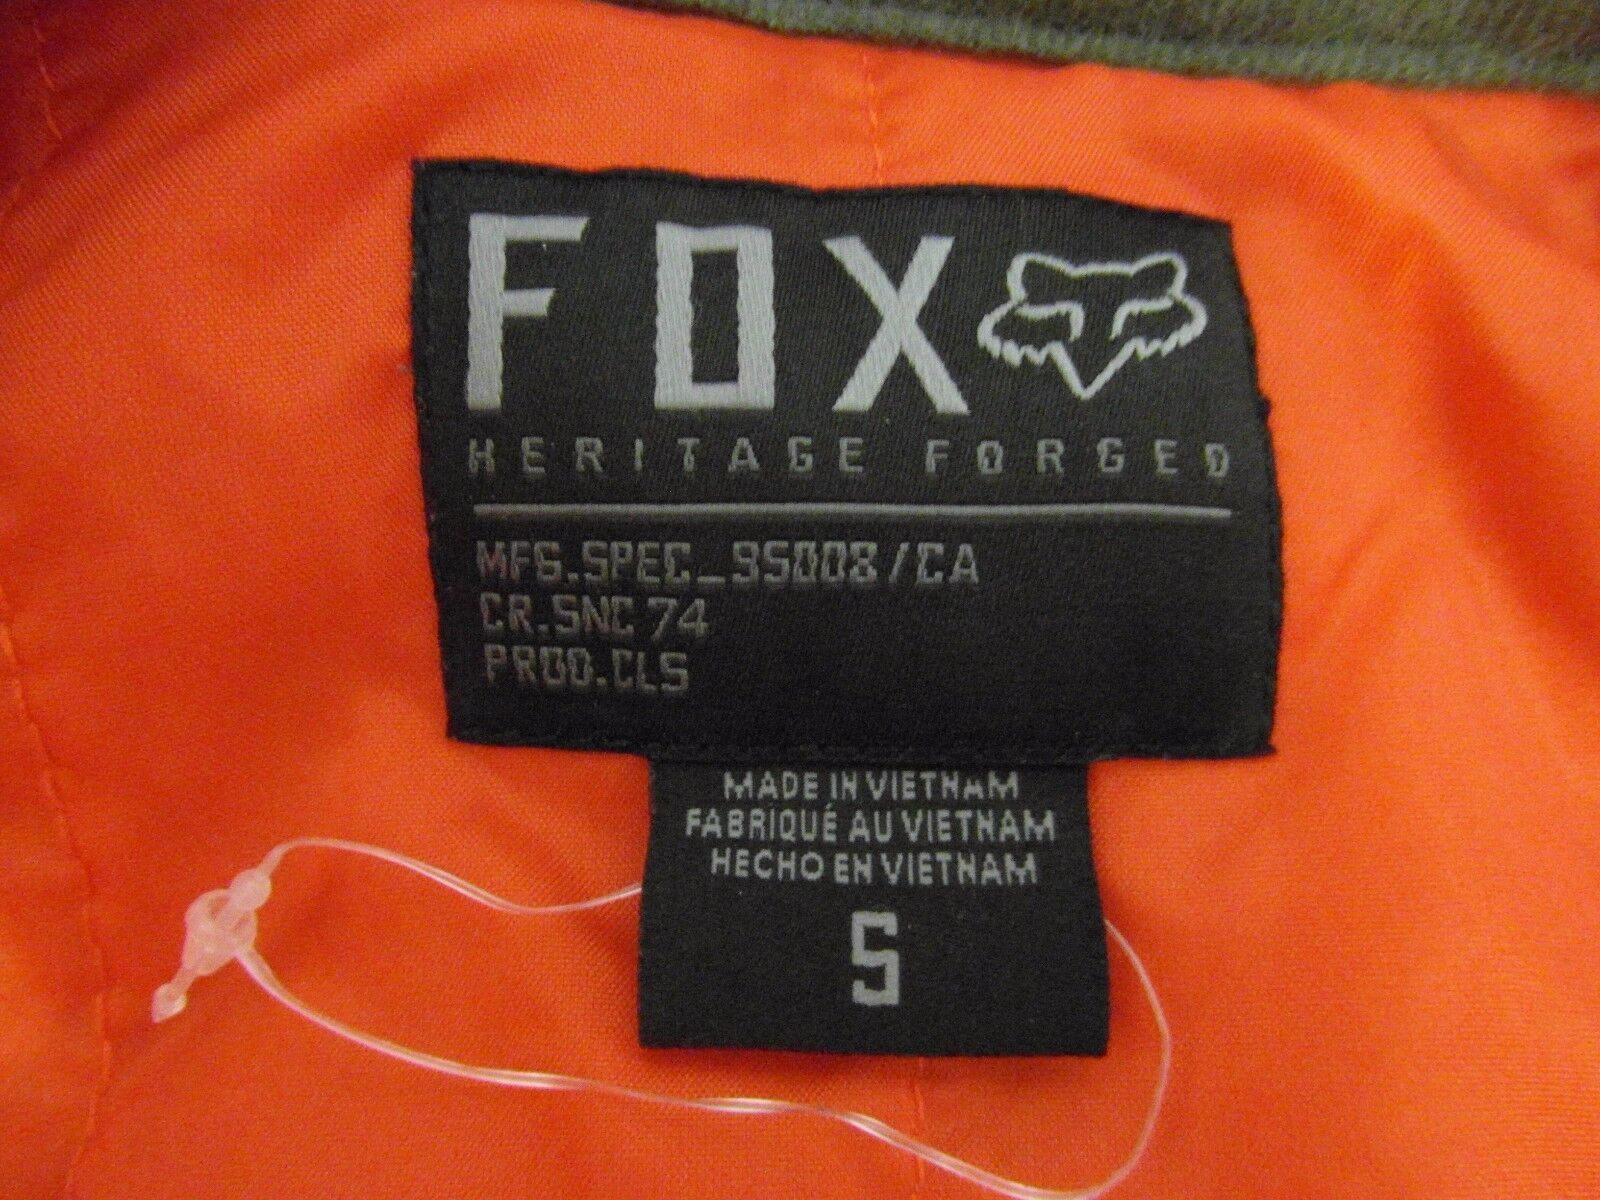 FOX
HERITAGE FORGED
MFG.SPEC_95008/CA
CR.SNC 74
PROD.CLS
MADE IN VIETNAM
FABRIQUÉ AU VIETNAM
HECHO EN VIETNAM
S